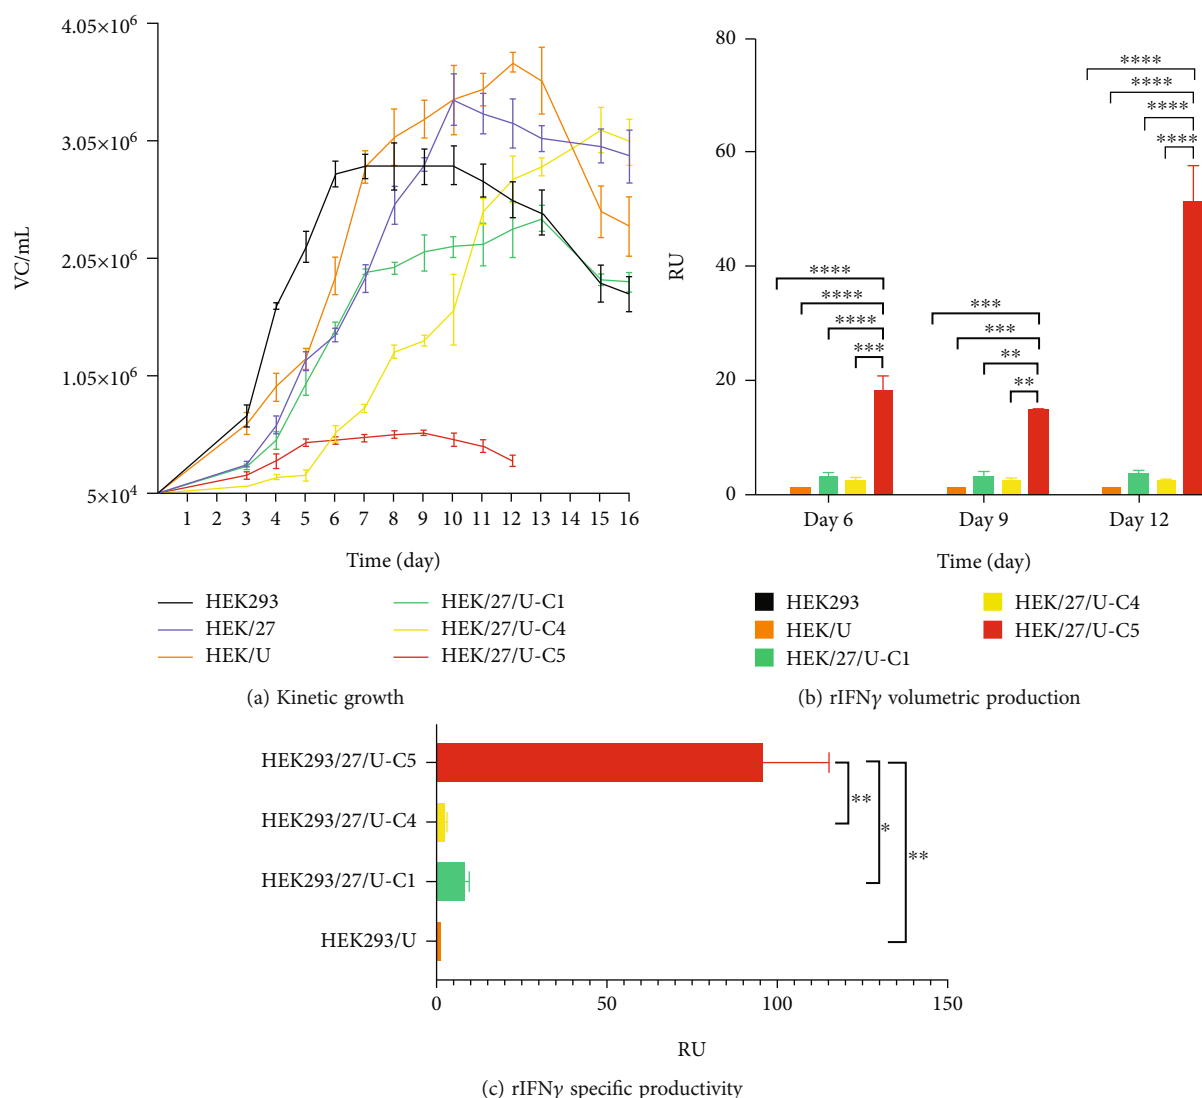 4.05×10⁶
3.05×10⁶
2.05×10⁶
1.05×10⁶
5×10⁴
VC/mL
1 2 3 4 5 6 7 8 9 10 11 12 13 14 15 16
Time (day)
HEK293
HEK/27
HEK/U
HEK/27/U-C1
HEK/27/U-C4
HEK/27/U-C5
(a) Kinetic growth
80
60
40
20
0
RU
****
****
****
***
***
***
**
**
****
****
****
****
Day 6 Day 9 Day 12
Time (day)
HEK293
HEK/U
HEK/27/U-C1
HEK/27/U-C4
HEK/27/U-C5
(b) rIFNγ volumetric production
HEK293/27/U-C5
HEK293/27/U-C4
HEK293/27/U-C1
HEK293/U
**
*
**
0 50 100 150
RU
(c) rIFNγ specific productivity